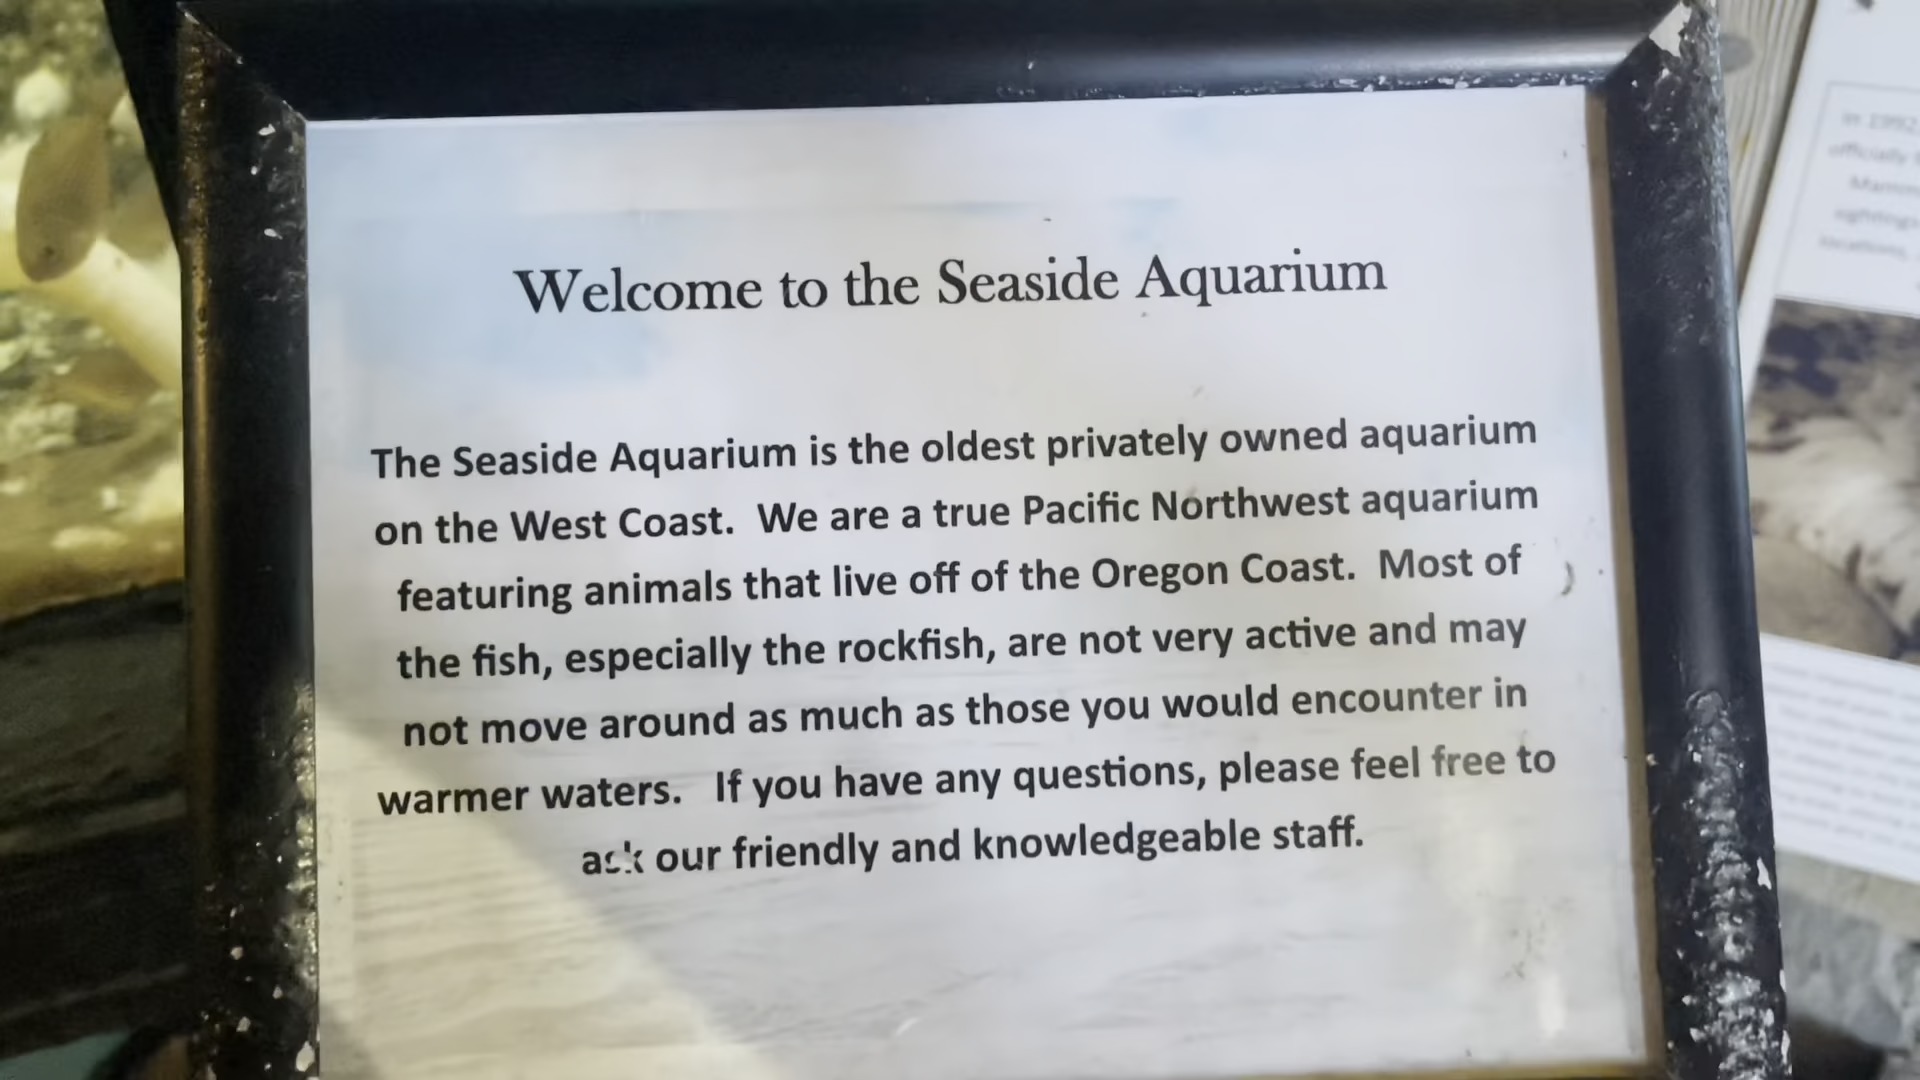 Welcome to the Seaside Aquarium
The Seaside Aquarium is the oldest privately owned aquarium
on the West Coast. We are a true Pacific Northwest aquarium
featuring animals that live off of the Oregon Coast. Most of
the fish, especially the rockfish, are not very active and may
not move around as much as those you would encounter in
warmer waters. If you have any questions, please feel free to
ask our friendly and knowledgeable staff.
In 1992,
officially